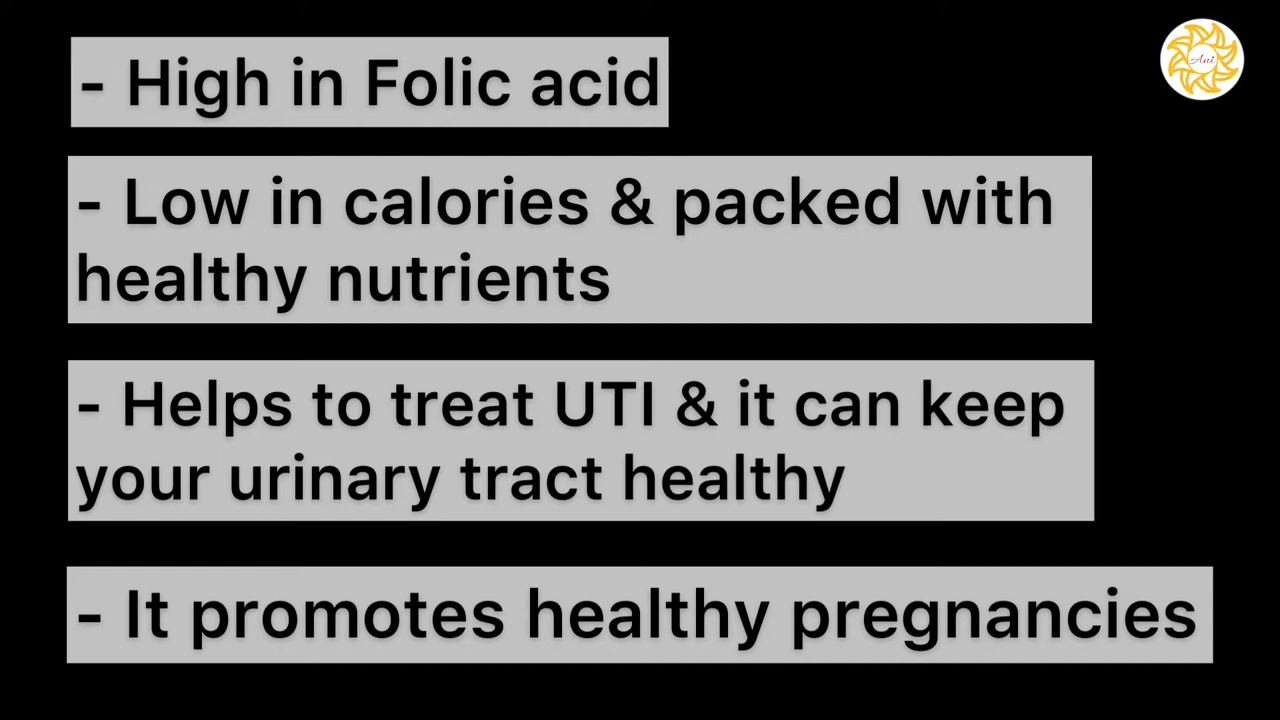 - High in Folic acid
Ani
- Low in calories & packed with
healthy nutrients
- Helps to treat UTI & it can keep
your urinary tract healthy
- It promotes healthy pregnancies